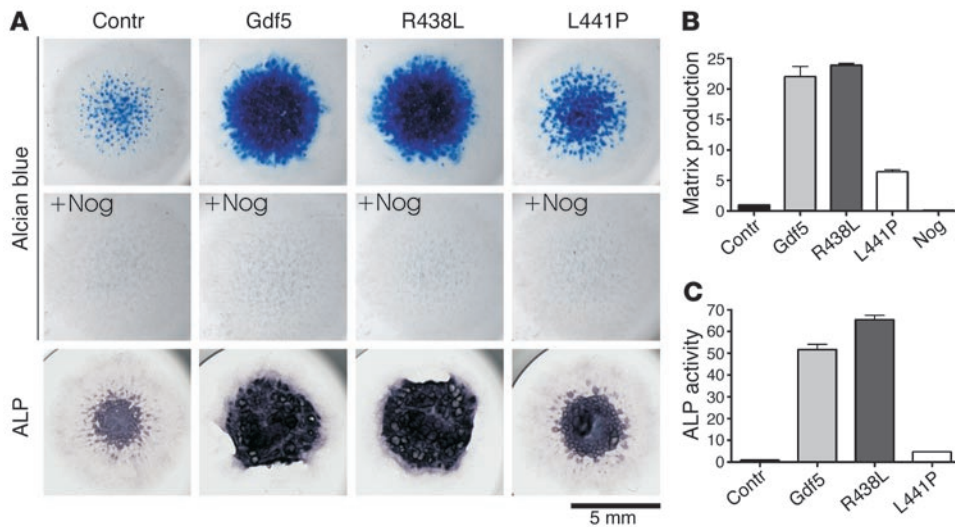 A
Contr
Gdf5
R438L
L441P
Alcian blue
+Nog
+Nog
+Nog
+Nog
ALP
5 mm
B
Matrix production
25
20
15
10
5
0
Contr
Gdf5
R438L
L441P
Nog
C
ALP activity
70
60
50
40
30
20
10
0
Contr
Gdf5
R438L
L441P